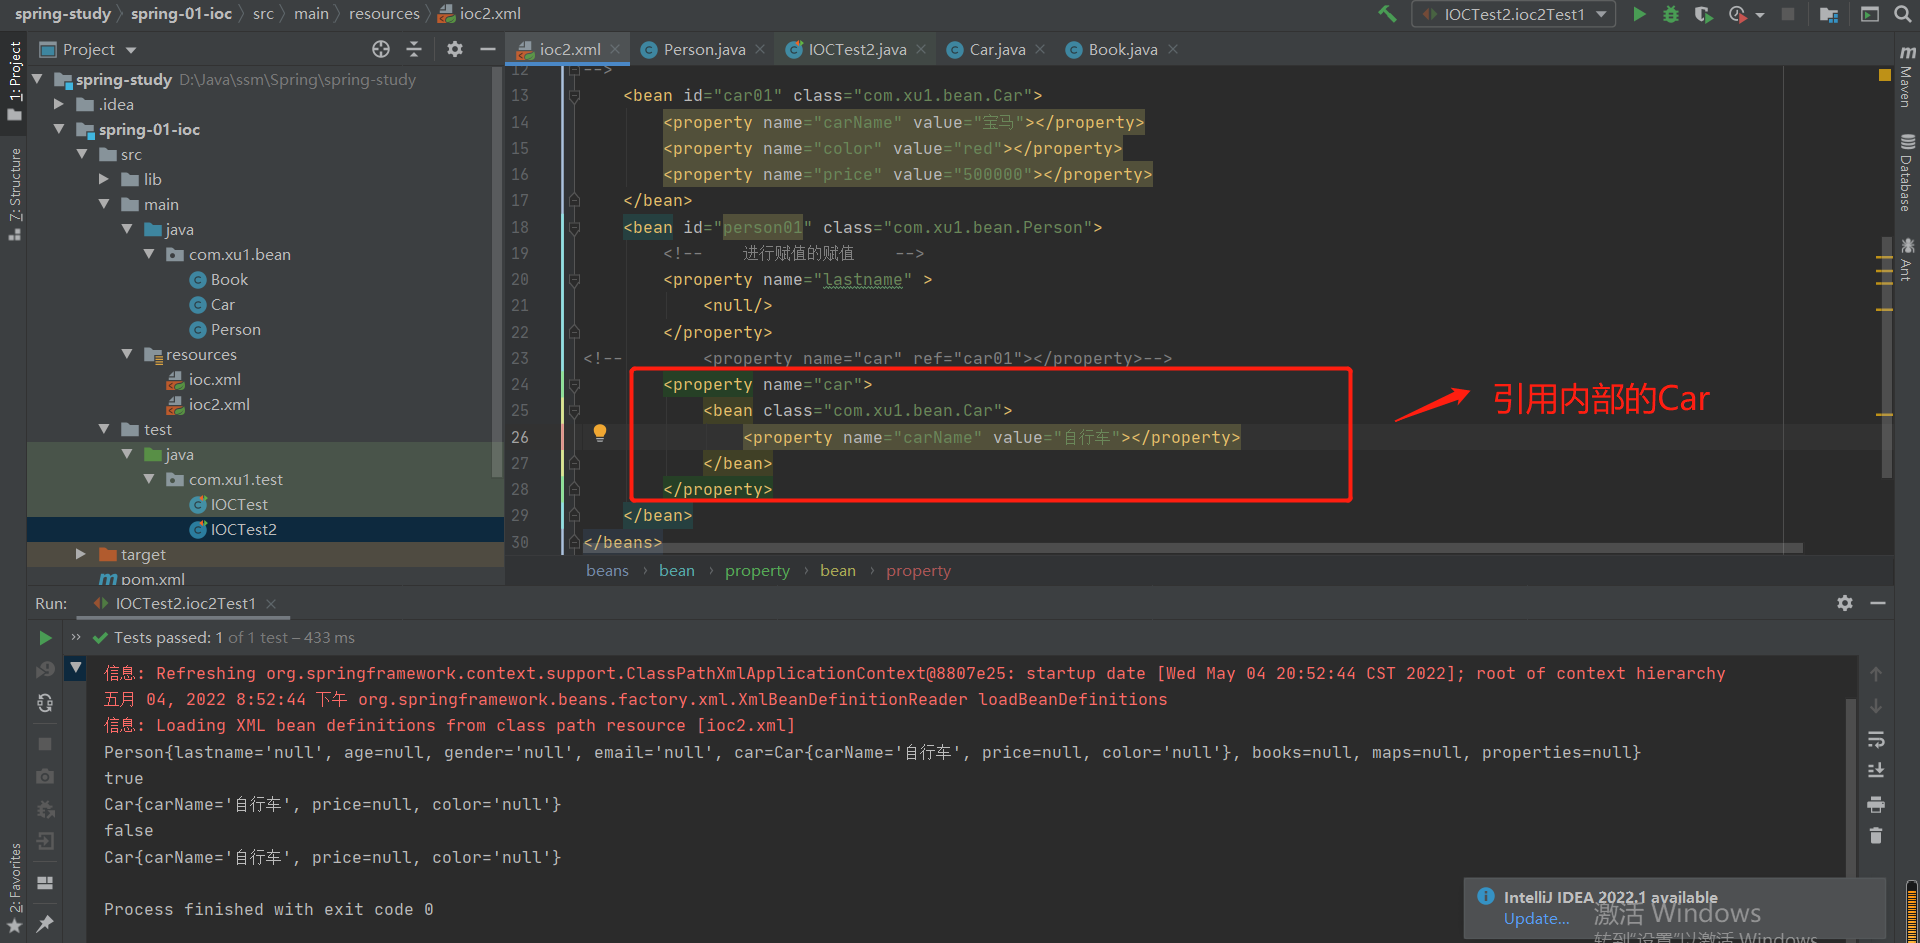 spring-study spring-01-ioc src main resources ioc2.xml
IOCTest2.ioc2Test1
Project
ioc2.xml Person.java IOCTest2.java Car.java Book.java
1: Project
7: Structure
2: Favorites
Maven
Database
Ant
spring-study D:\Java\ssm\Spring\spring-study
.idea
spring-01-ioc
src
lib
main
java
com.xu1.bean
Book
Car
Person
resources
ioc.xml
ioc2.xml
test
java
com.xu1.test
IOCTest
IOCTest2
target
pom.xml
12 -->
13 <bean id="car01" class="com.xu1.bean.Car">
14 <property name="carName" value="宝马"></property>
15 <property name="color" value="red"></property>
16 <property name="price" value="500000"></property>
17 </bean>
18 <bean id="person01" class="com.xu1.bean.Person">
19 <!-- 进行赋值的赋值 -->
20 <property name="lastname" >
21 <null/>
22 </property>
23 <!-- <property name="car" ref="car01"></property>-->
24 <property name="car">
25 <bean class="com.xu1.bean.Car">
26 <property name="carName" value="自行车"></property>
27 </bean>
28 </property>
29 </bean>
30 </beans>
引用内部的Car
beans bean property bean property
Run: IOCTest2.ioc2Test1
Tests passed: 1 of 1 test – 433 ms
信息: Refreshing org.springframework.context.support.ClassPathXmlApplicationContext@8807e25: startup date [Wed May 04 20:52:44 CST 2022]; root of context hierarchy
五月 04, 2022 8:52:44 下午 org.springframework.beans.factory.xml.XmlBeanDefinitionReader loadBeanDefinitions
信息: Loading XML bean definitions from class path resource [ioc2.xml]
Person{lastname='null', age=null, gender='null', email='null', car=Car{carName='自行车', price=null, color='null'}, books=null, maps=null, properties=null}
true
Car{carName='自行车', price=null, color='null'}
false
Car{carName='自行车', price=null, color='null'}
Process finished with exit code 0
IntelliJ IDEA 2022.1 available
Update...
激活 Windows
转到"设置"以激活 Windows